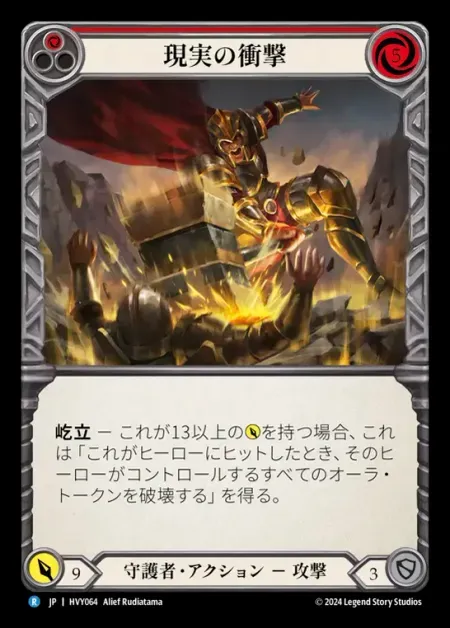 現実の衝撃
5
屹立 － これが13以上のを持つ場合、これ
は「これがヒーローにヒットしたとき、そのヒ
ーローがコントロールするすべてのオーラ・
トークンを破壊する」を得る。
9
守護者・アクション － 攻撃
3
R JP | HVY064 Alief Rudiatama
© 2024 Legend Story Studios